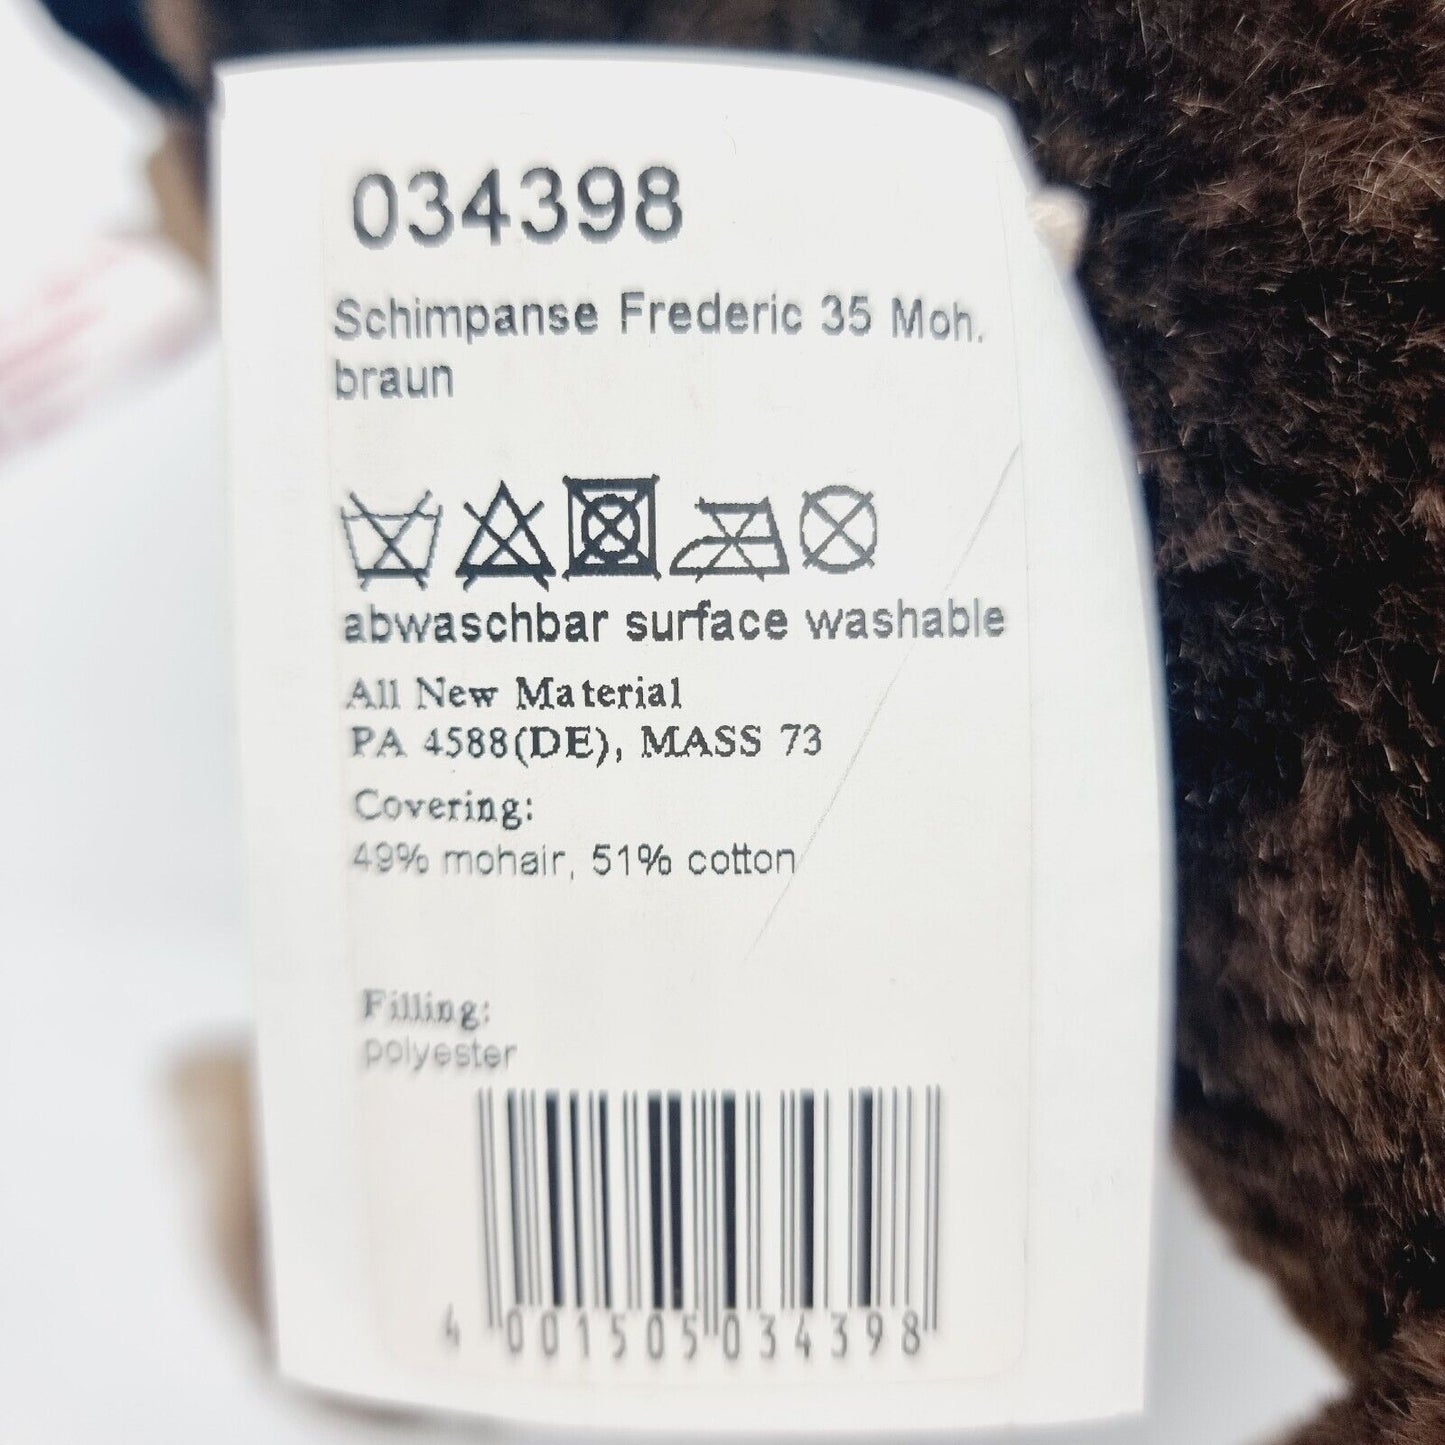 034398
Schimpanse Frederic 35 Moh.
braun
abwaschbar surface washable
All New Material
PA 4588(DE), MASS 73
Covering:
49% mohair, 51% cotton
Filling:
polyester
4 001505 034398